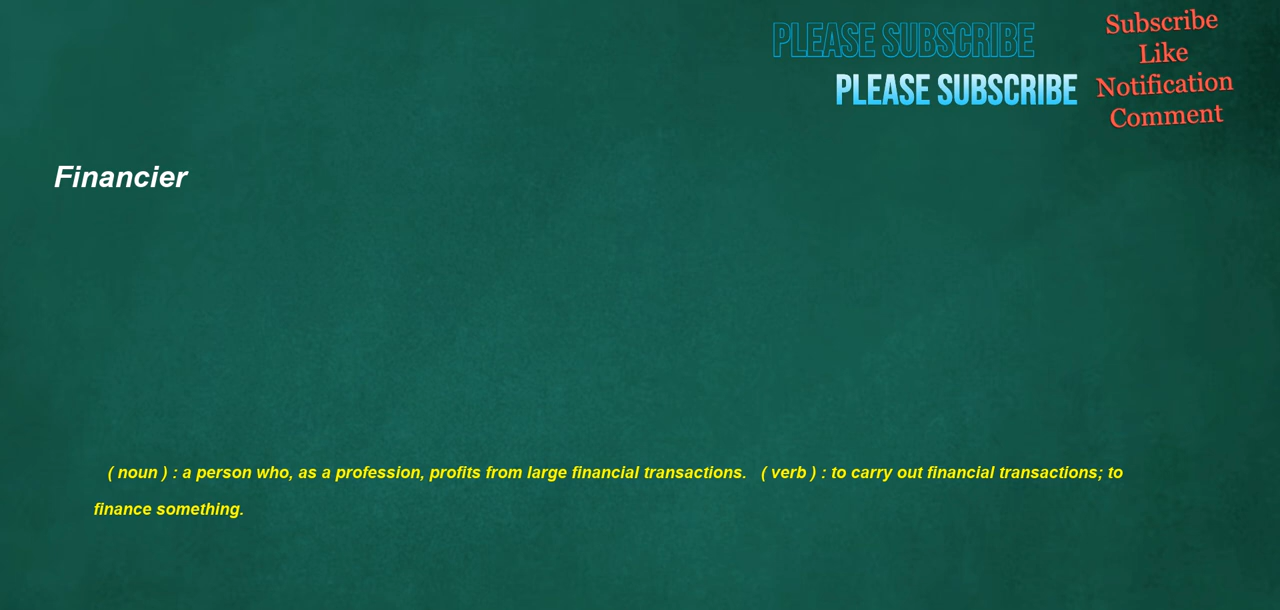 PLEASE SUBSCRIBE
PLEASE SUBSCRIBE
Subscribe
Like
Notification
Comment
Financier
( noun ) : a person who, as a profession, profits from large financial transactions. ( verb ) : to carry out financial transactions; to
finance something.